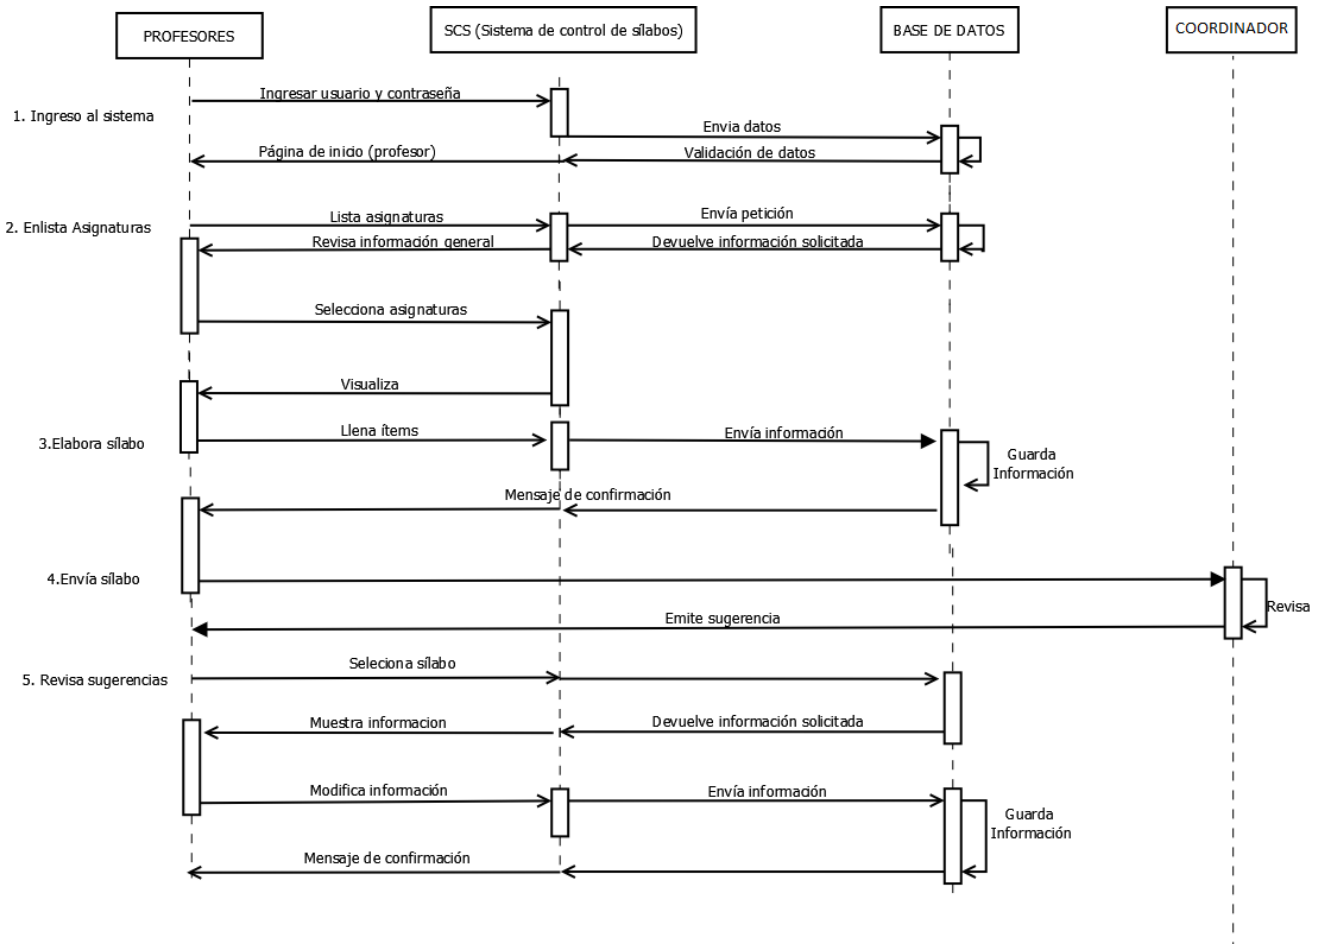 PROFESORES
SCS (Sistema de control de sílabos)
BASE DE DATOS
COORDINADOR
Ingresar usuario y contraseña
1. Ingreso al sistema
Envia datos
Página de inicio (profesor)
Validación de datos
Lista asignaturas
Envía petición
2. Enlista Asignaturas
Revisa información general
Devuelve información solicitada
Selecciona asignaturas
Visualiza
Llena ítems
Envía información
3.Elabora sílabo
Guarda
Información
Mensaje de confirmación
4.Envía sílabo
Revisa
Emite sugerencia
Seleciona sílabo
5. Revisa sugerencias
Muestra informacion
Devuelve información solicitada
Modifica información
Envía información
Guarda
Información
Mensaje de confirmación